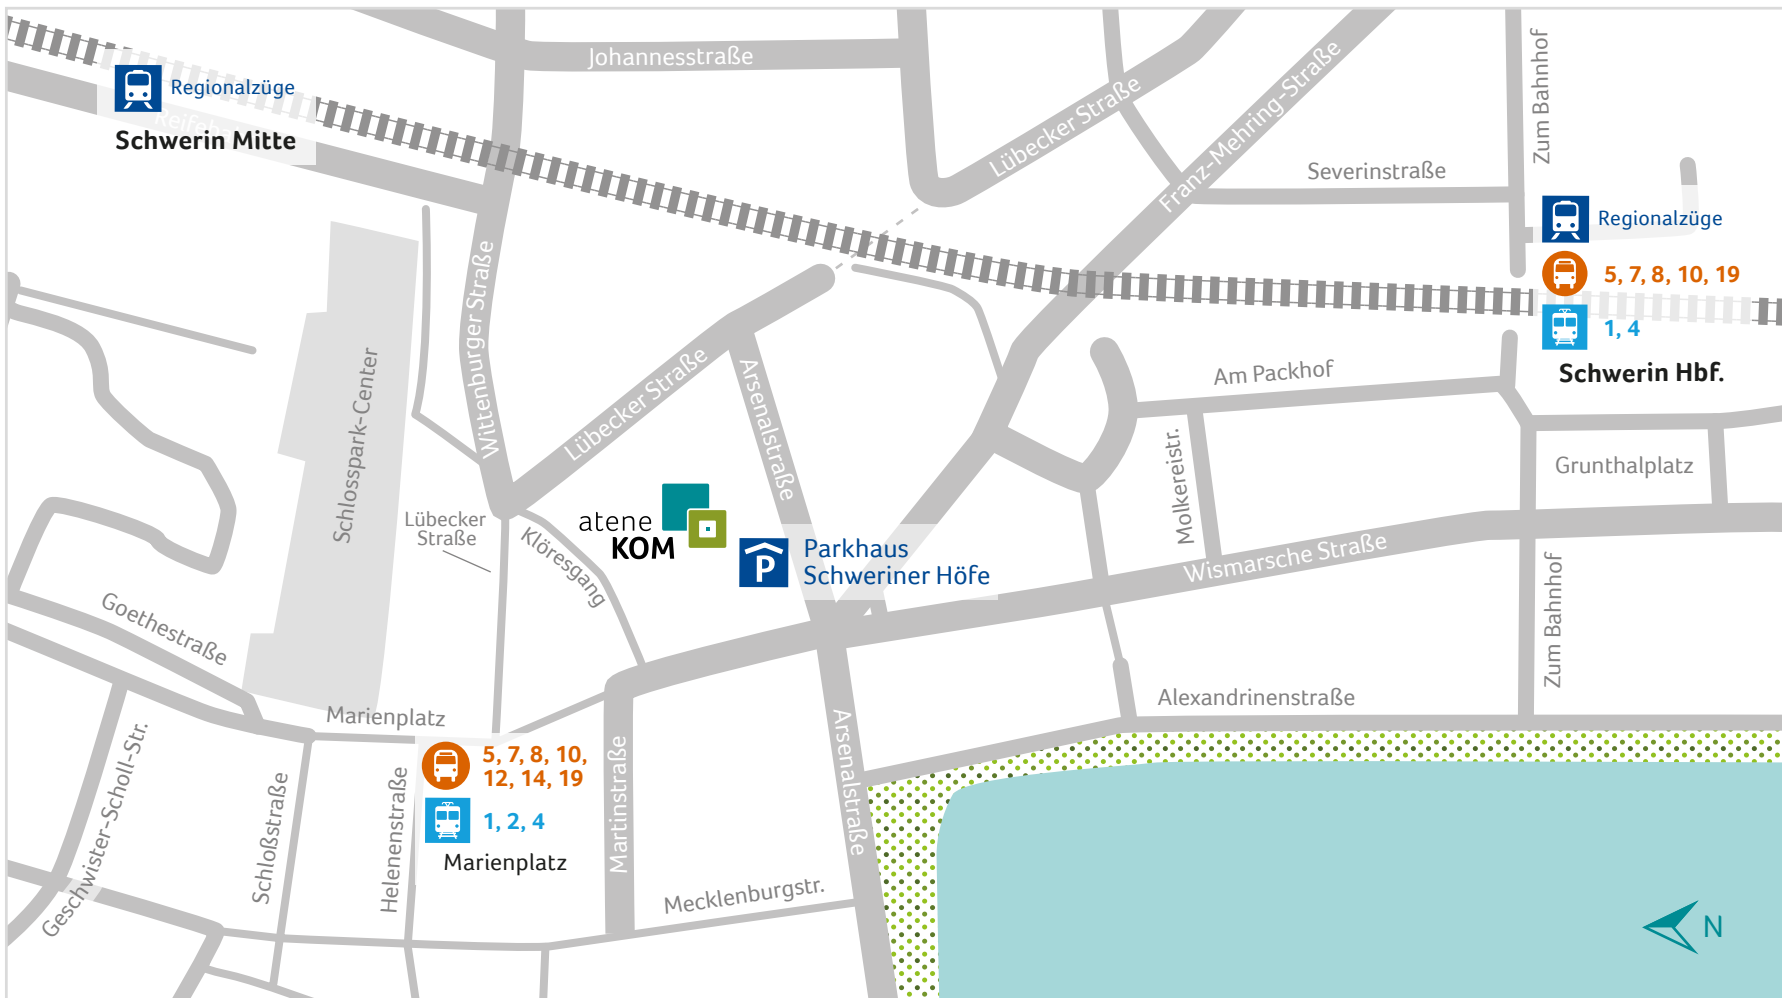 Johannesstraße
Lübecker Straße
Franz-Mehring-Straße
Zum Bahnhof
Regionalzüge
Schwerin Mitte
Severinstraße
Regionalzüge
5, 7, 8, 10, 19
1, 4
Schwerin Hbf.
Wittenburger Straße
Lübecker Straße
Arsenalstraße
Am Packhof
Schlosspark-Center
Molkereistr.
Grunthalplatz
Lübecker
Straße
Klöresgang
atene
KOM
P
Parkhaus
Schweriner Höfe
Wismarsche Straße
Zum Bahnhof
Goethestraße
Marienplatz
Alexandrinenstraße
Geschwister-Scholl-Str.
Schloßstraße
Helenenstraße
5, 7, 8, 10,
12, 14, 19
1, 2, 4
Marienplatz
Martinstraße
Arsenalstraße
Mecklenburgstr.
N